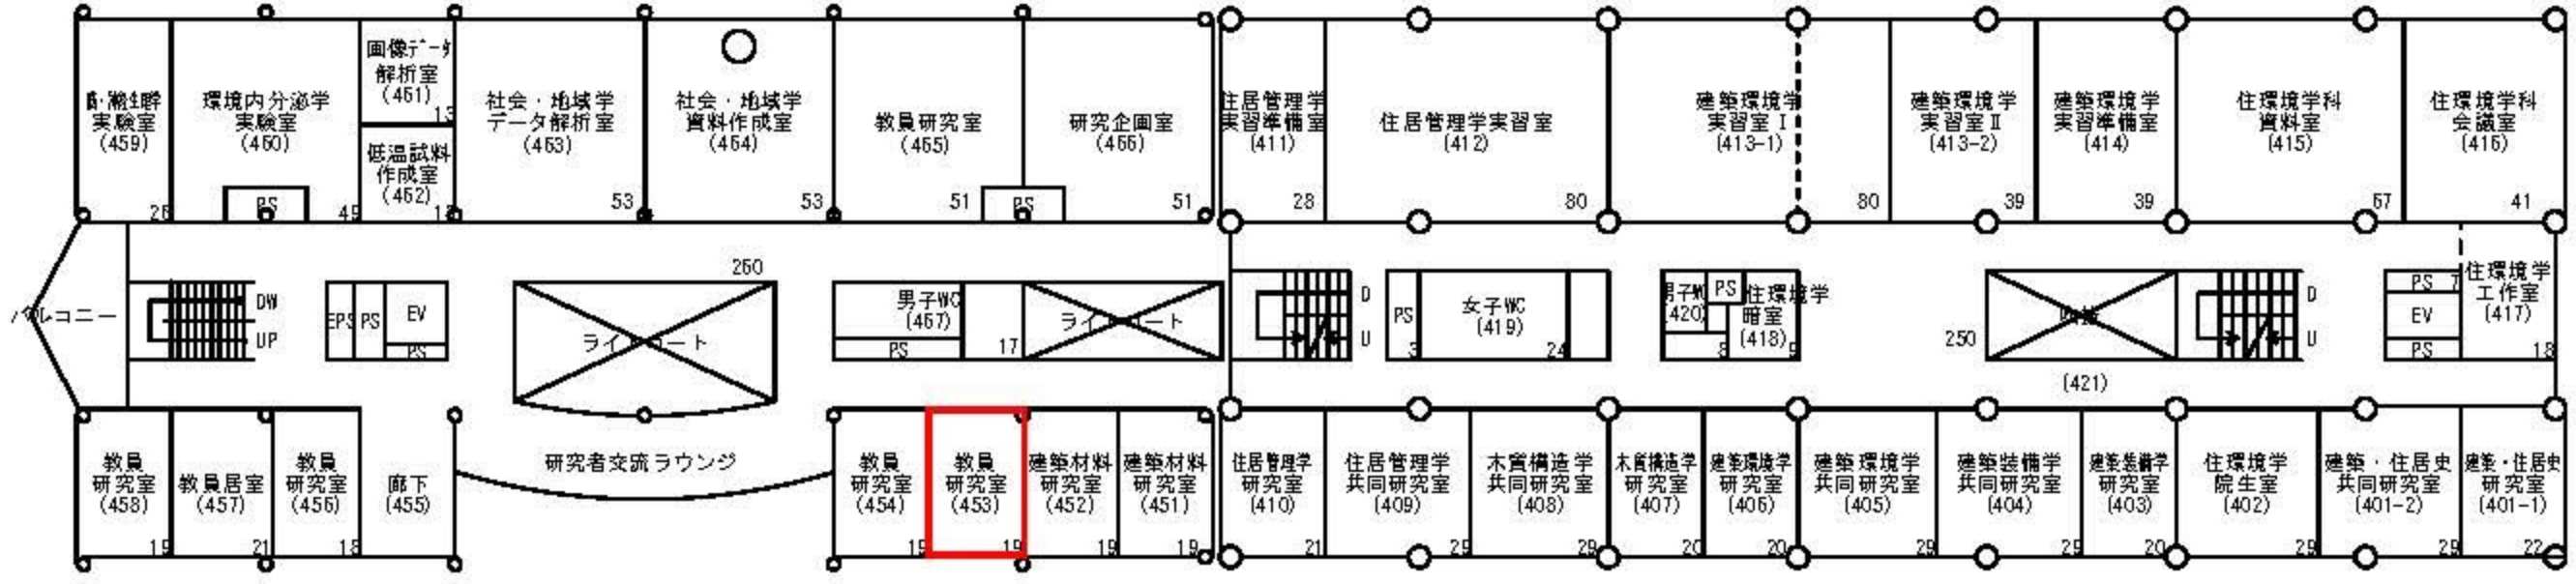 実験室
(459)
26
環境内分泌学
実験室
(460)
PS
49
画像データ
解析室
(461)
13
低温試料
作成室
(462)
社会・地域学
データ解析室
(463)
53
社会・地域学
資料作成室
(464)
53
教員研究室
(465)
51
PS
研究企画室
(466)
51
住居管理学
実習準備室
(411)
28
住居管理学実習室
(412)
80
建築環境学
実習室Ⅰ
(413-1)
80
建築環境学
実習室Ⅱ
(413-2)
39
建築環境学
実習準備室
(414)
39
住環境学科
資料室
(415)
67
住環境学科
会議室
(416)
41
バルコニー
DW
UP
EPS
PS
EV
PS
ライトコート
260
男子WC
(467)
PS
17
ライトコート
D
U
PS
3
女子WC
(419)
24
男子WC
(420)
8
PS
住環境学
暗室
(418)
9
250
D
U
(421)
PS
7
EV
PS
住環境学
工作室
(417)
18
教員
研究室
(458)
19
教員居室
(457)
21
教員
研究室
(456)
18
廊下
(455)
研究者交流ラウンジ
教員
研究室
(454)
19
教員
研究室
(453)
19
建築材料
研究室
(452)
19
建築材料
研究室
(451)
19
住居管理学
研究室
(410)
21
住居管理学
共同研究室
(409)
29
木質構造学
共同研究室
(408)
29
木質構造学
研究室
(407)
20
建築環境学
研究室
(406)
20
建築環境学
共同研究室
(405)
29
建築装備学
共同研究室
(404)
29
建築装備学
研究室
(403)
20
住環境学
院生室
(402)
29
建築・住居史
共同研究室
(401-2)
29
建築・住居史
研究室
(401-1)
22